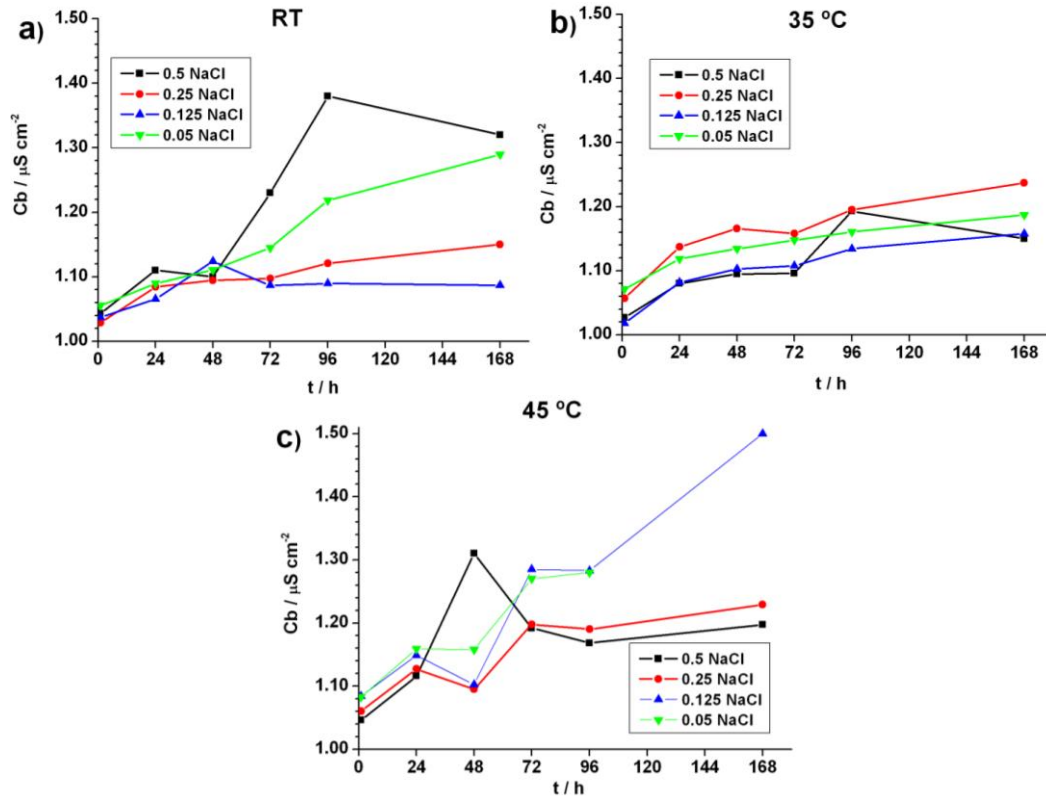 a)
RT
1.50
1.40
1.30
1.20
1.10
1.00
Cb / μS cm⁻²
0.5 NaCl
0.25 NaCl
0.125 NaCl
0.05 NaCl
0 24 48 72 96 120 144 168
t / h
b)
35 ºC
1.50
1.40
1.30
1.20
1.10
1.00
Cb / μS cm⁻²
0.5 NaCl
0.25 NaCl
0.125 NaCl
0.05 NaCl
0 24 48 72 96 120 144 168
t / h
c)
45 ºC
1.50
1.40
1.30
1.20
1.10
1.00
Cb / μS cm⁻²
0.5 NaCl
0.25 NaCl
0.125 NaCl
0.05 NaCl
0 24 48 72 96 120 144 168
t / h